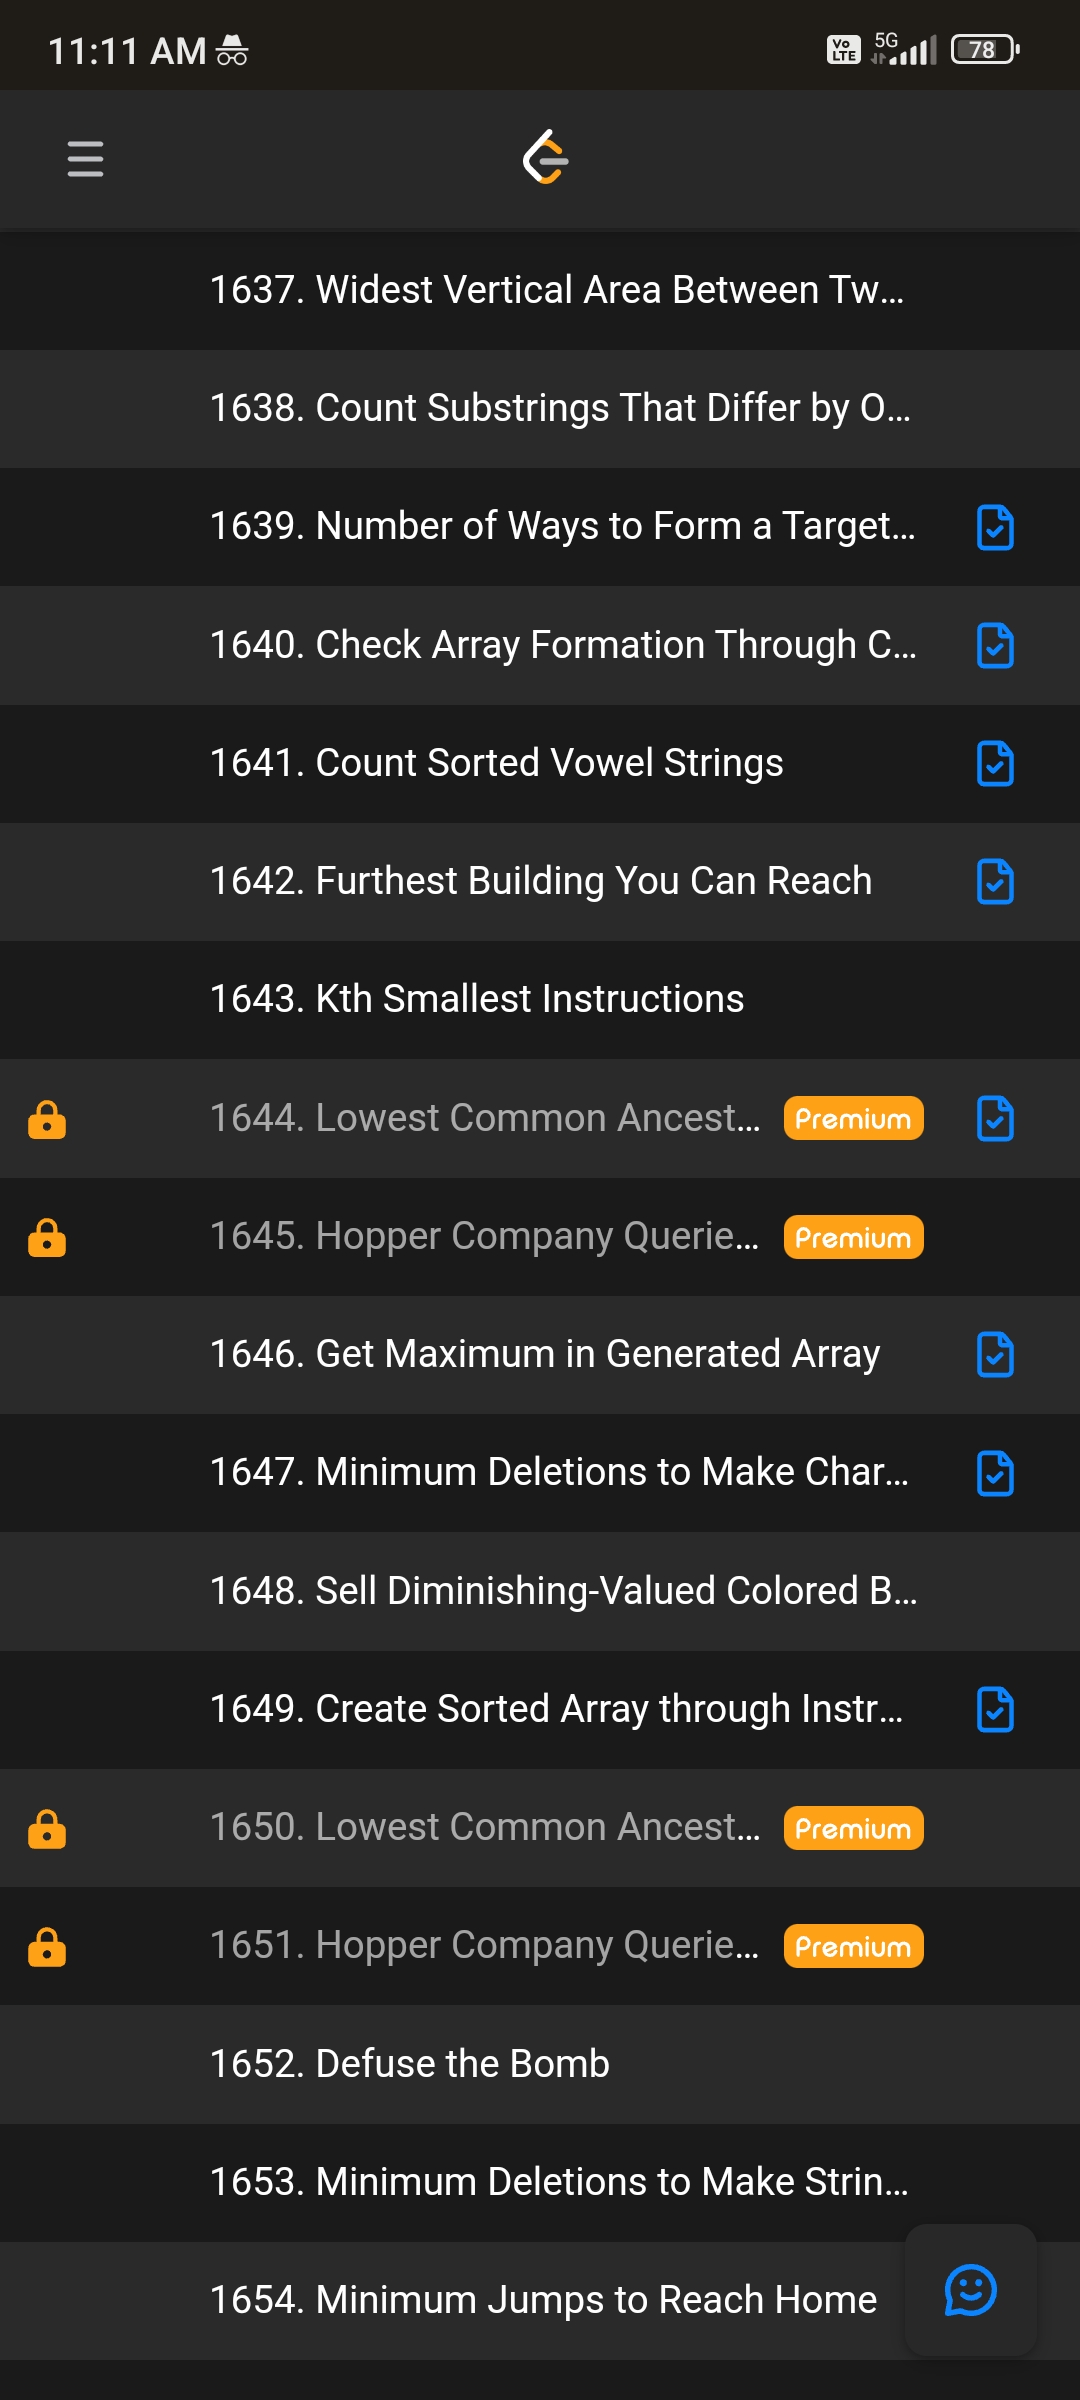 11:11 AM
Vo LTE 5G 78
1637. Widest Vertical Area Between Tw...
1638. Count Substrings That Differ by O...
1639. Number of Ways to Form a Target...
1640. Check Array Formation Through C...
1641. Count Sorted Vowel Strings
1642. Furthest Building You Can Reach
1643. Kth Smallest Instructions
1644. Lowest Common Ancest... Premium
1645. Hopper Company Querie... Premium
1646. Get Maximum in Generated Array
1647. Minimum Deletions to Make Char...
1648. Sell Diminishing-Valued Colored B...
1649. Create Sorted Array through Instr...
1650. Lowest Common Ancest... Premium
1651. Hopper Company Querie... Premium
1652. Defuse the Bomb
1653. Minimum Deletions to Make Strin...
1654. Minimum Jumps to Reach Home